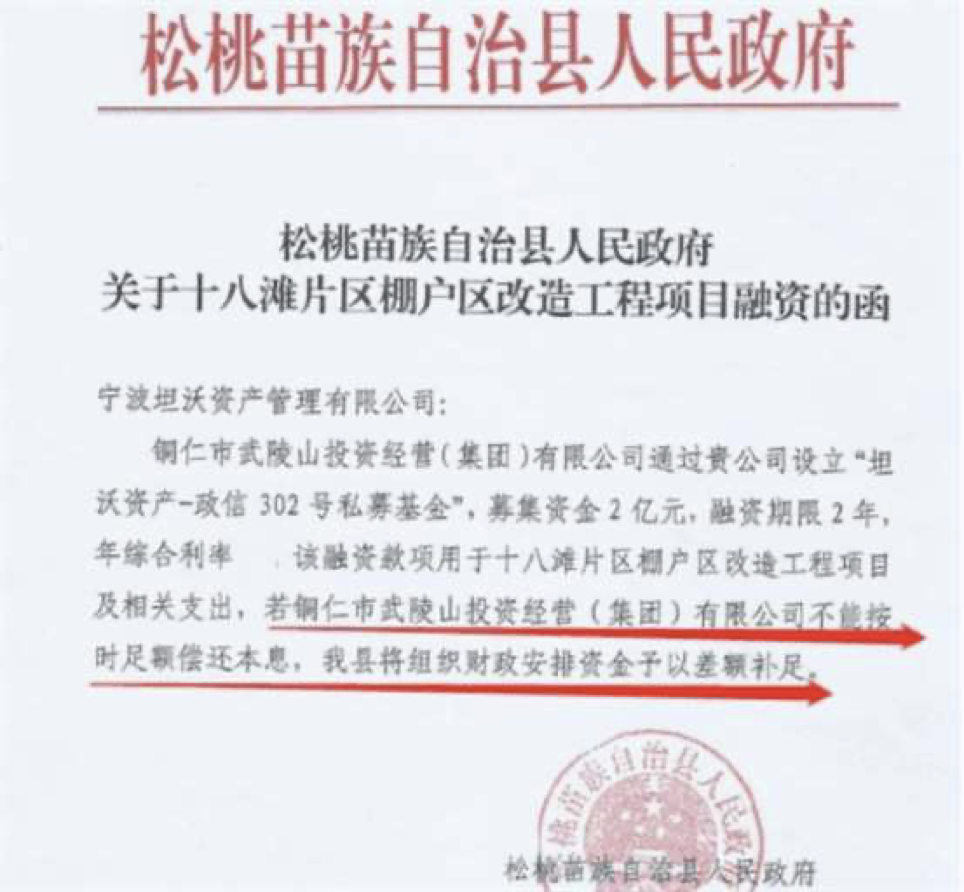 松桃苗族自治县人民政府
松桃苗族自治县人民政府
关于十八滩片区棚户区改造工程项目融资的函
宁波坦沃资产管理有限公司：
铜仁市武陵山投资经营(集团)有限公司通过贵公司设立“坦
沃资产-政信 302 号私募基金”，募集资金 2 亿元，融资期限 2 年，
年综合利率 ，该融资款项用于十八滩片区棚户区改造工程项目
及相关支出，若铜仁市武陵山投资经营（集团）有限公司不能按
时足额偿还本息，我县将组织财政安排资金予以差额补足。
桃苗族自治县人民政
松桃苗族自治县人民政府